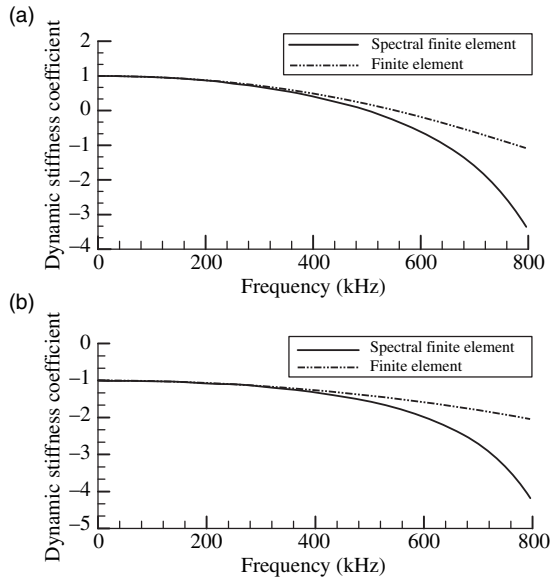 (a)
Dynamic stiffness coefficient
2
1
0
−1
−2
−3
−4
Spectral finite element
Finite element
0 200 400 600 800
Frequency (kHz)
(b)
Dynamic stiffness coefficient
0
−1
−2
−3
−4
−5
Spectral finite element
Finite element
0 200 400 600 800
Frequency (kHz)